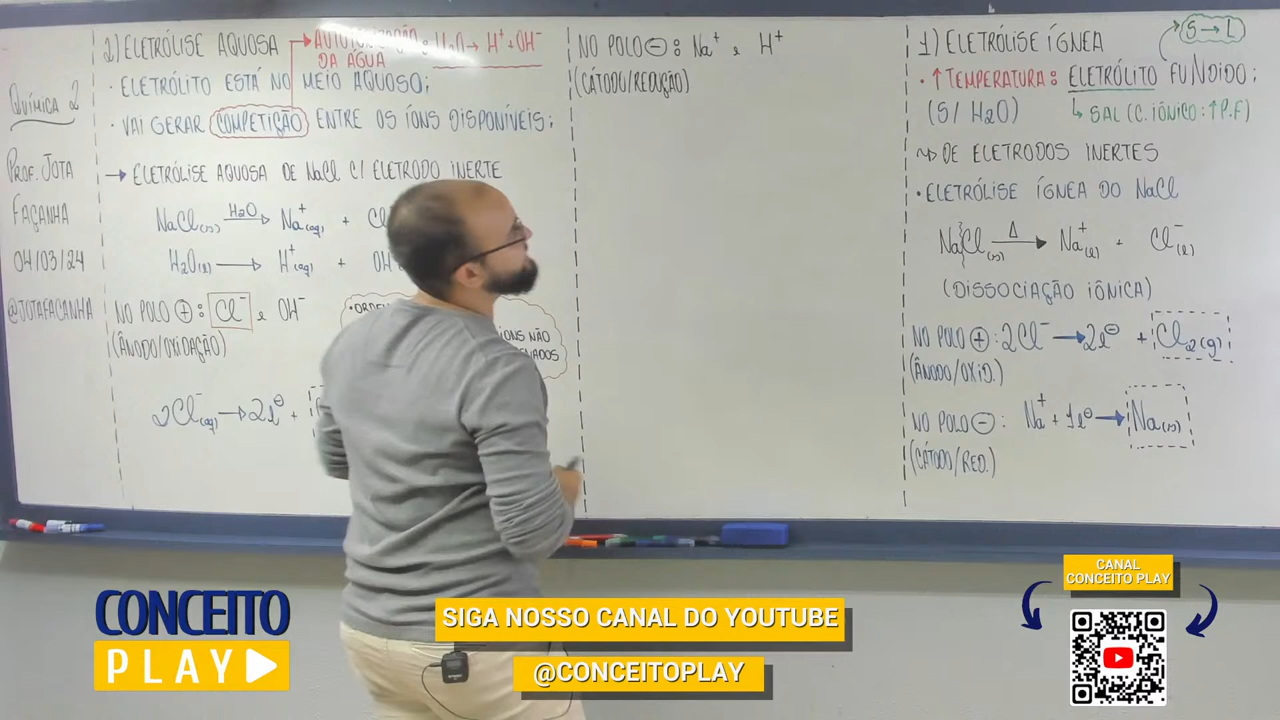 QUÍMICA 2
PROF. JOTA
FAÇANHA
04/03/24
@JOTAFAÇANHA
2) ELETRÓLISE AQUOSA
DA ÁGUA
: H₂O → H⁺ + OH⁻
· ELETRÓLITO ESTÁ NO MEIO AQUOSO;
· VAI GERAR COMPETIÇÃO ENTRE OS ÍONS DISPONÍVEIS;
→ ELETRÓLISE AQUOSA DE NaCl C/ ELETRODO INERTE
NaCl(s) H₂O→ Na⁺(aq) +
H₂O(l) → H⁺(aq) + OH
NO POLO ⊕ : Cl⁻ e OH⁻
(ÂNODO/OXIDAÇÃO)
ÍONS NÃO
2Cl⁻(aq) → 2e⊖ +
NO POLO ⊖ : Na⁺ e H⁺
(CÁTODO/REDUÇÃO)
S → L
1) ELETRÓLISE ÍGNEA
· ↑ TEMPERATURA: ELETRÓLITO FUNDIDO;
(S/ H₂O) ↳ SAL (C. IÔNICO: ↑ P.F)
↝ DE ELETRODOS INERTES
· ELETRÓLISE ÍGNEA DO NaCl
NaCl(s) Δ→ Na⁺(l) + Cl⁻(l)
(DISSOCIAÇÃO IÔNICA)
NO POLO ⊕ : 2Cl⁻ → 2e⊖ + Cl₂(g)
(ÂNODO/OXID.)
NO POLO ⊖ : Na⁺ + 1e⊖ → Na(s)
(CÁTODO/RED.)
CONCEITO
PLAY
SIGA NOSSO CANAL DO YOUTUBE
@CONCEITOPLAY
CANAL
CONCEITO PLAY